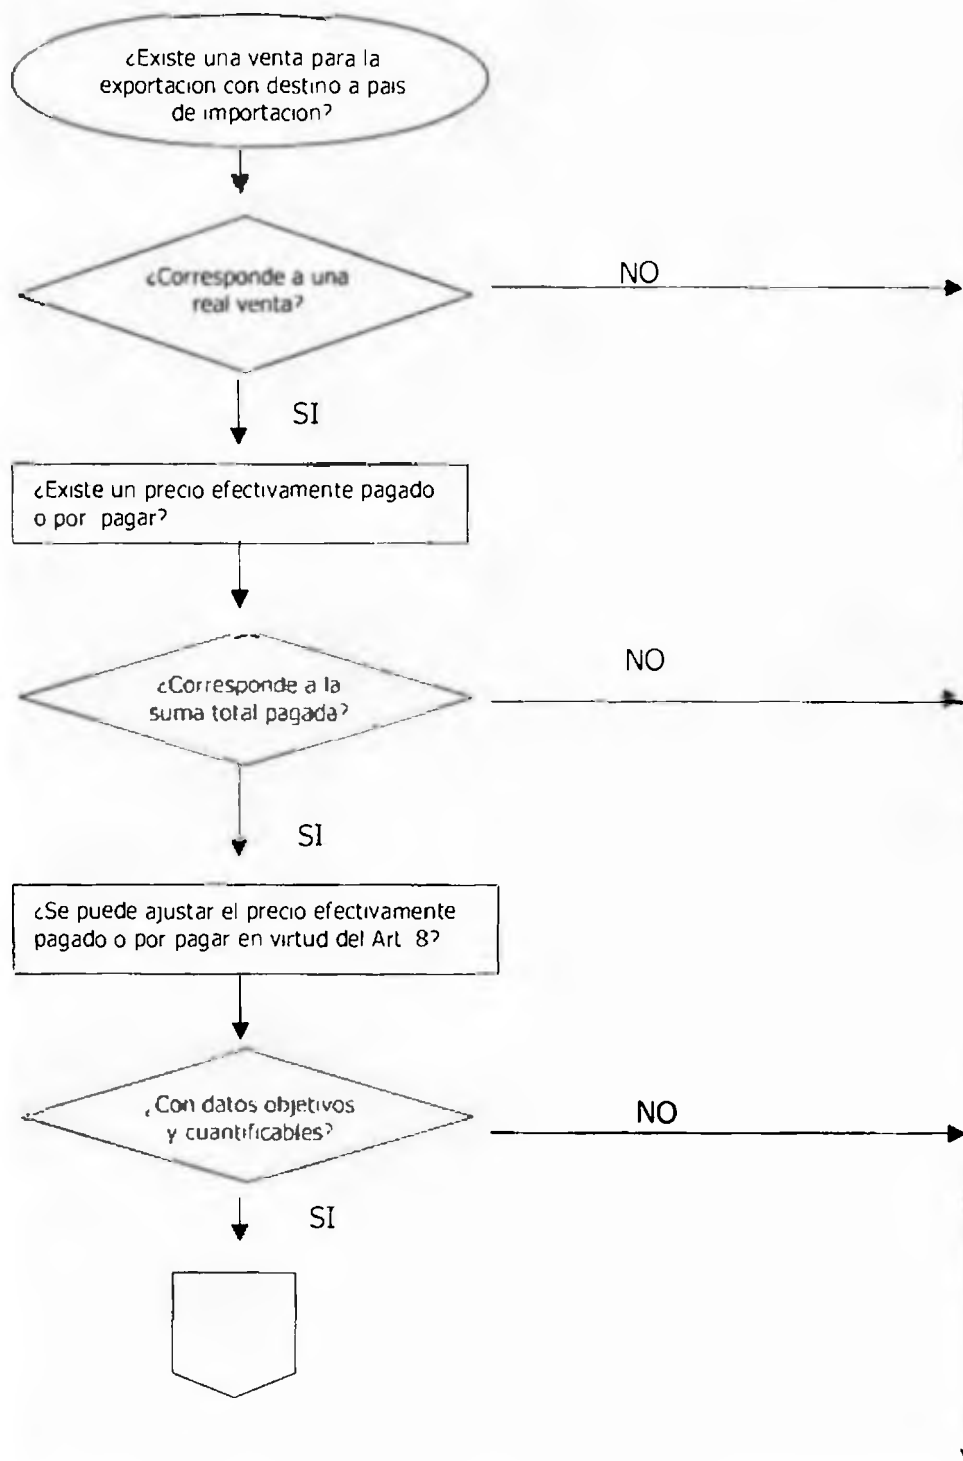 ¿Existe una venta para la
exportacion con destino a pais
de importacion?
¿Corresponde a una
real venta?
NO
SI
¿Existe un precio efectivamente pagado
o por pagar?
¿Corresponde a la
suma total pagada?
NO
SI
¿Se puede ajustar el precio efectivamente
pagado o por pagar en virtud del Art 8?
¿Con datos objetivos
y cuantificables?
NO
SI